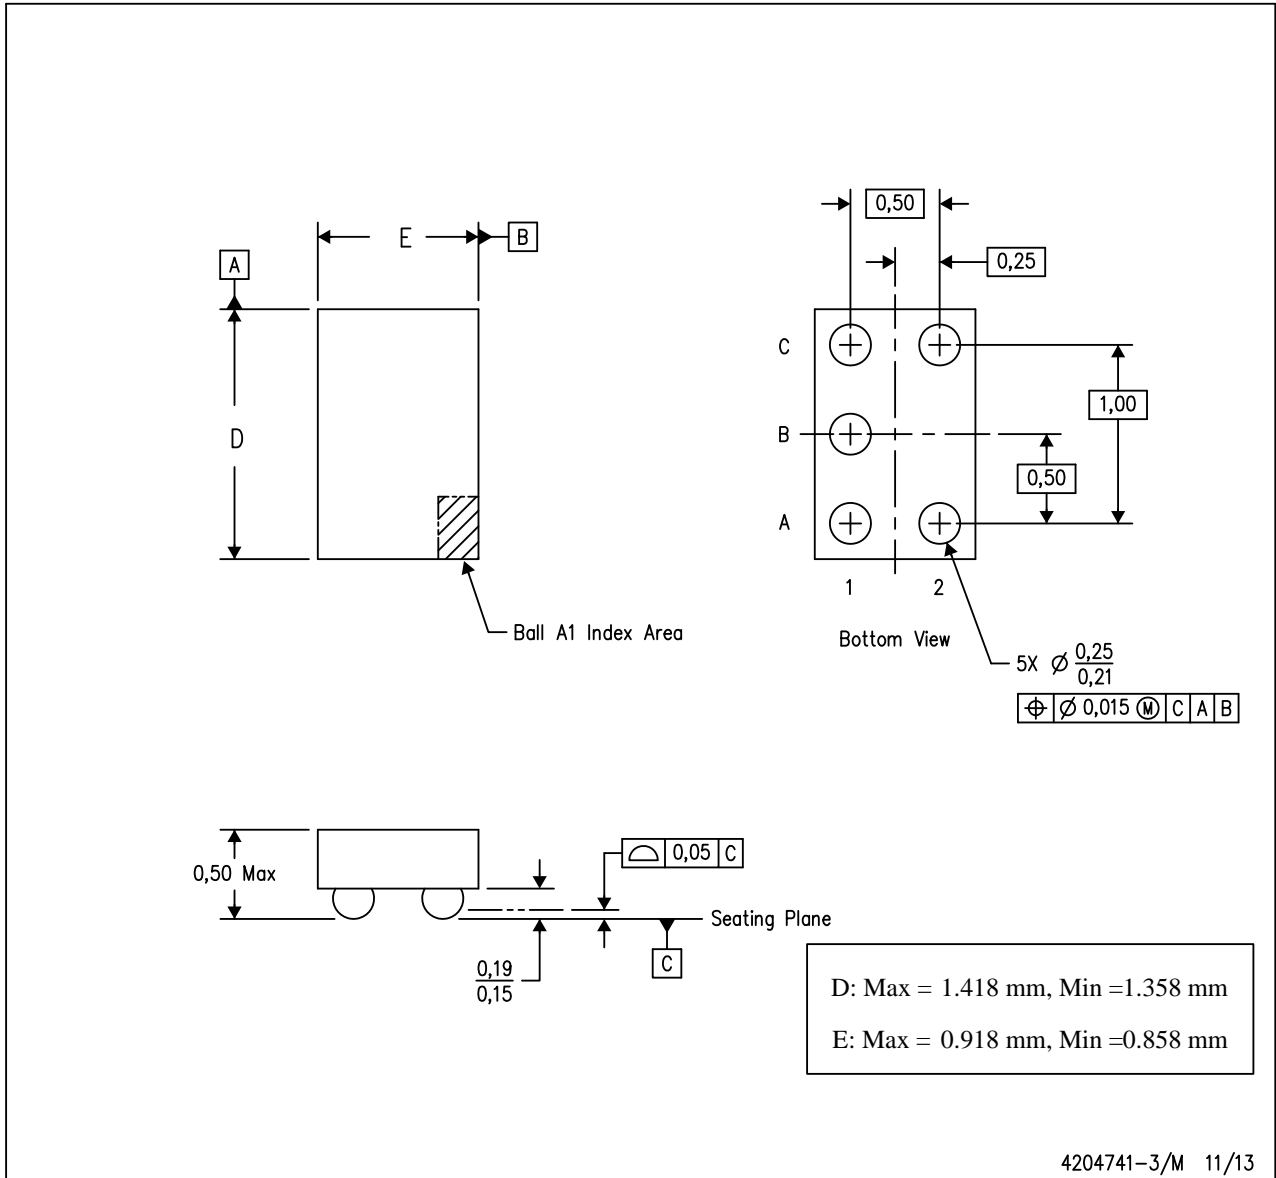 0,50
E
B
A
0,25
C
1,00
D
B
0,50
A
1 2
Ball A1 Index Area
Bottom View
5X Ø 0,25
0,21
⌖ Ø 0,015 Ⓜ C A B
0,50 Max
⌓ 0,05 C
Seating Plane
C
0,19
0,15
D: Max = 1.418 mm, Min =1.358 mm
E: Max = 0.918 mm, Min =0.858 mm
4204741-3/M 11/13